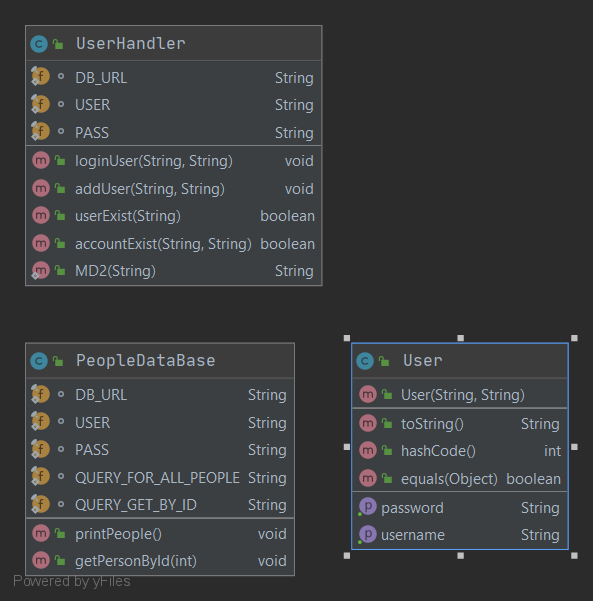 UserHandler
DB_URL String
USER String
PASS String
loginUser(String, String) void
addUser(String, String) void
userExist(String) boolean
accountExist(String, String) boolean
MD2(String) String
PeopleDataBase
DB_URL String
USER String
PASS String
QUERY_FOR_ALL_PEOPLE String
QUERY_GET_BY_ID String
printPeople() void
getPersonById(int) void
User
User(String, String)
toString() String
hashCode() int
equals(Object) boolean
password String
username String
Powered by yFiles